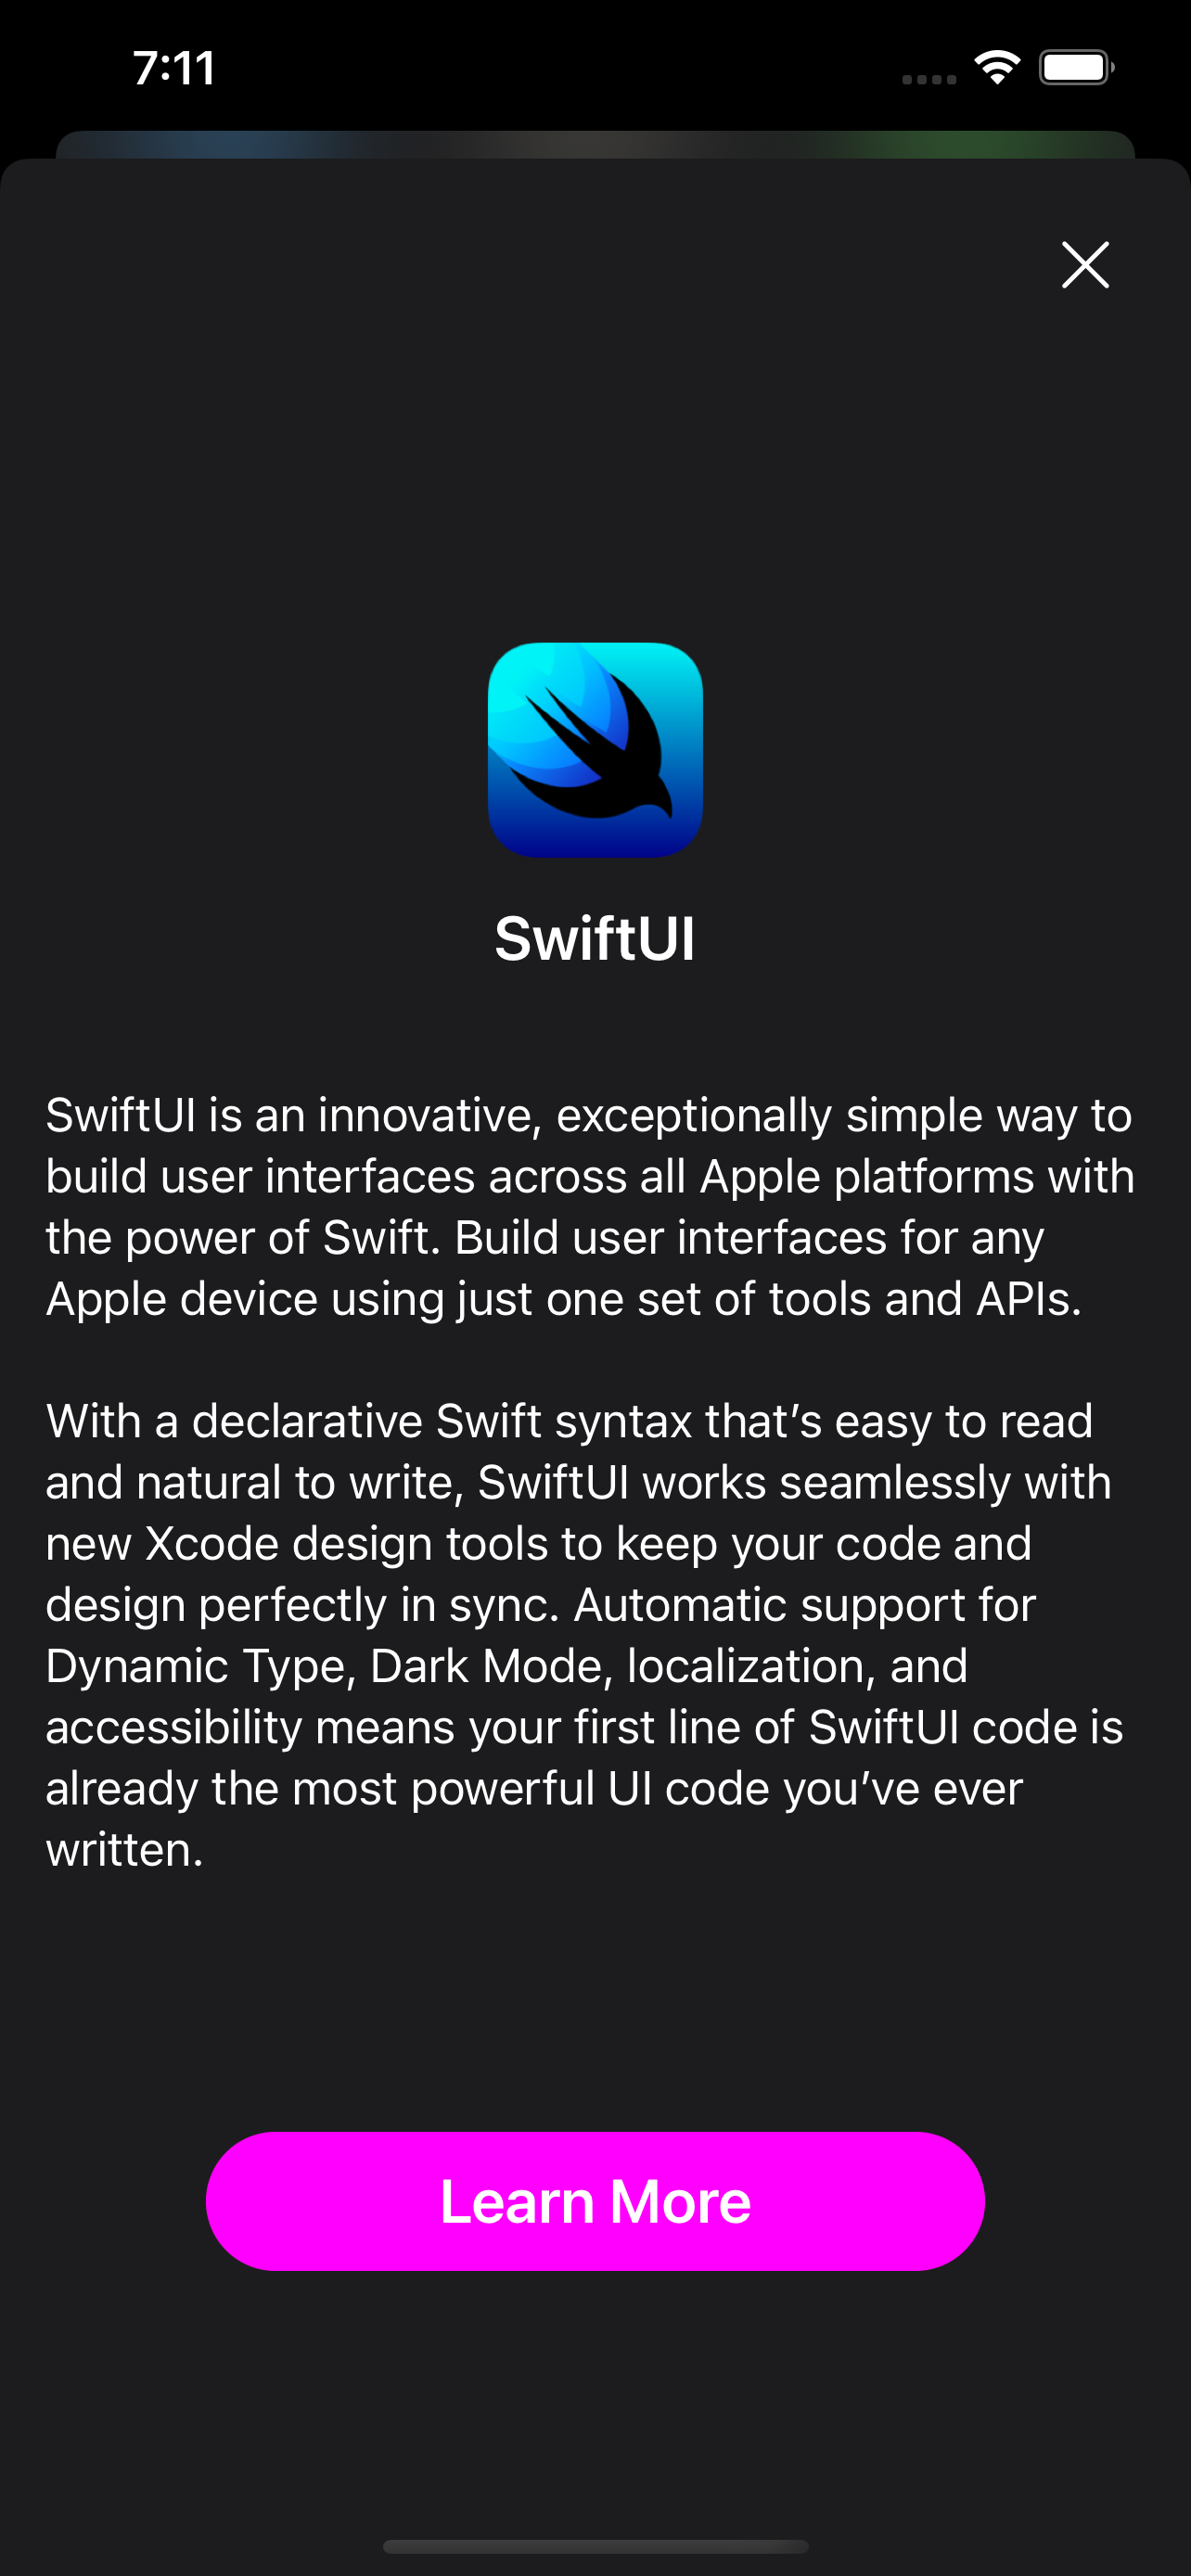 7:11
SwiftUI
SwiftUI is an innovative, exceptionally simple way to
build user interfaces across all Apple platforms with
the power of Swift. Build user interfaces for any
Apple device using just one set of tools and APIs.
With a declarative Swift syntax that’s easy to read
and natural to write, SwiftUI works seamlessly with
new Xcode design tools to keep your code and
design perfectly in sync. Automatic support for
Dynamic Type, Dark Mode, localization, and
accessibility means your first line of SwiftUI code is
already the most powerful UI code you’ve ever
written.
Learn More